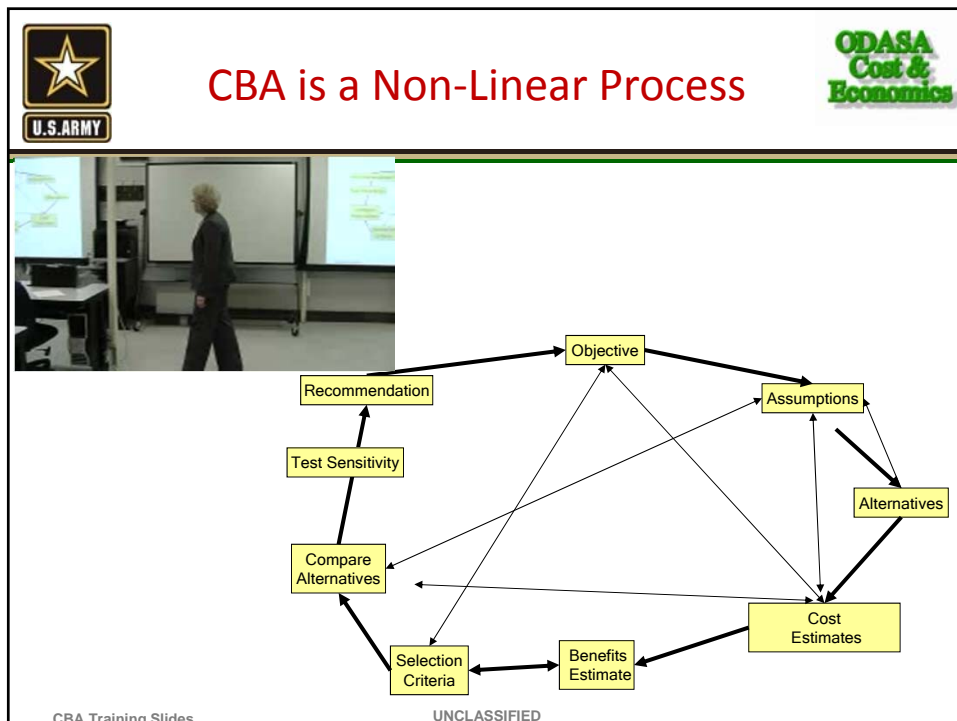 U.S.ARMY
CBA is a Non-Linear Process
ODASA
Cost &
Economics
Objective
Recommendation
Assumptions
Test Sensitivity
Alternatives
Compare
Alternatives
Cost
Estimates
Selection
Criteria
Benefits
Estimate
CBA Training Slides
UNCLASSIFIED